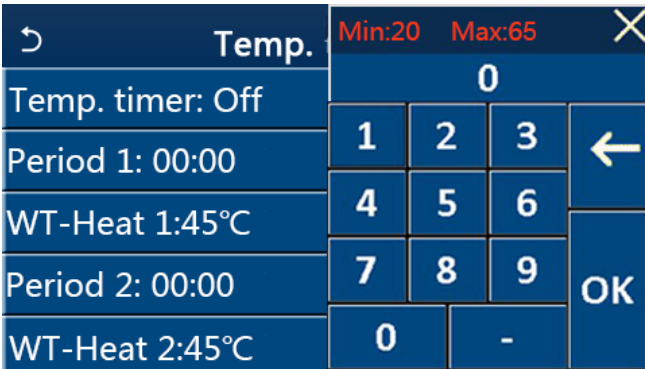 Temp.
Temp. timer: Off
Period 1: 00:00
WT-Heat 1:45℃
Period 2: 00:00
WT-Heat 2:45℃
Min:20 Max:65
0
1 2 3
4 5 6
7 8 9
OK
0 -